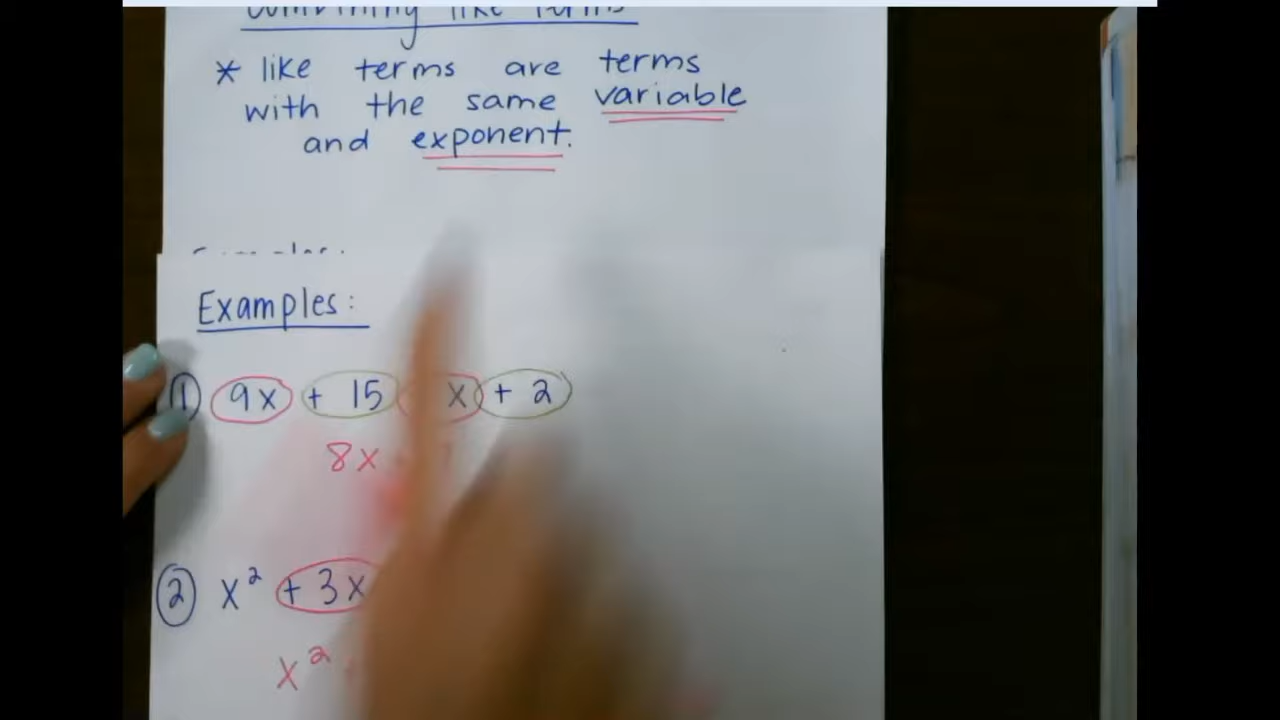 combining like terms
* like terms are terms
with the same variable
and exponent.
Examples:
① 9x + 15 x + 2
8x
② x² + 3x
x²